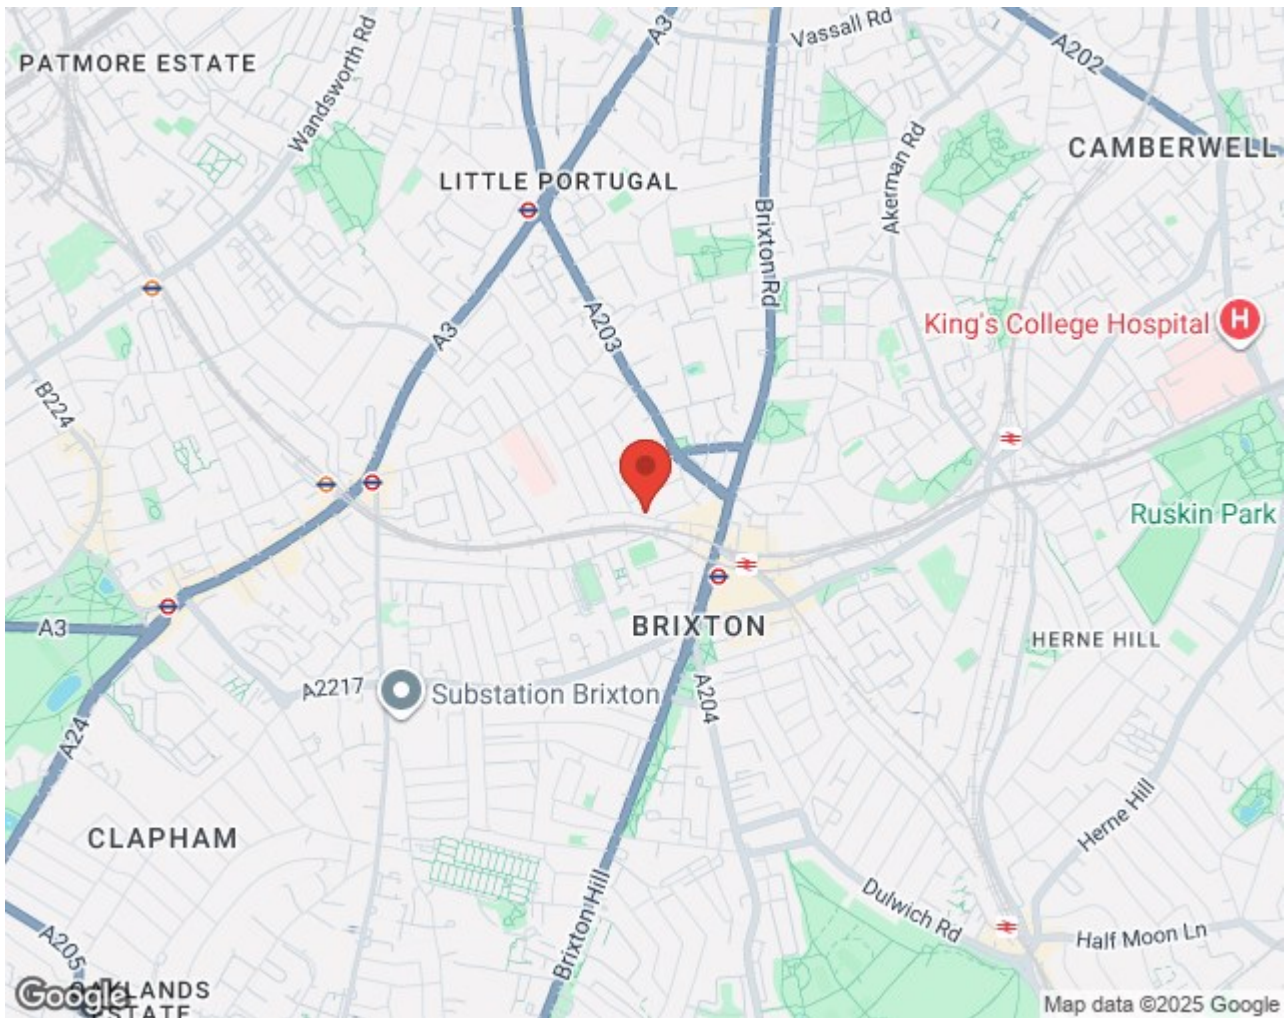 Vassall Rd
A3
A202
PATMORE ESTATE
Wandsworth Rd
CAMBERWELL
LITTLE PORTUGAL
Akerman Rd
Brixton Rd
A203
King's College Hospital
H
A3
B224
Ruskin Park
BRIXTON
A3
HERNE HILL
A2217
Substation Brixton
A204
A24
CLAPHAM
Herne Hill
Dulwich Rd
Brixton Hill
Half Moon Ln
A205
OAKLANDS
ESTATE
Google
Map data ©2025 Google